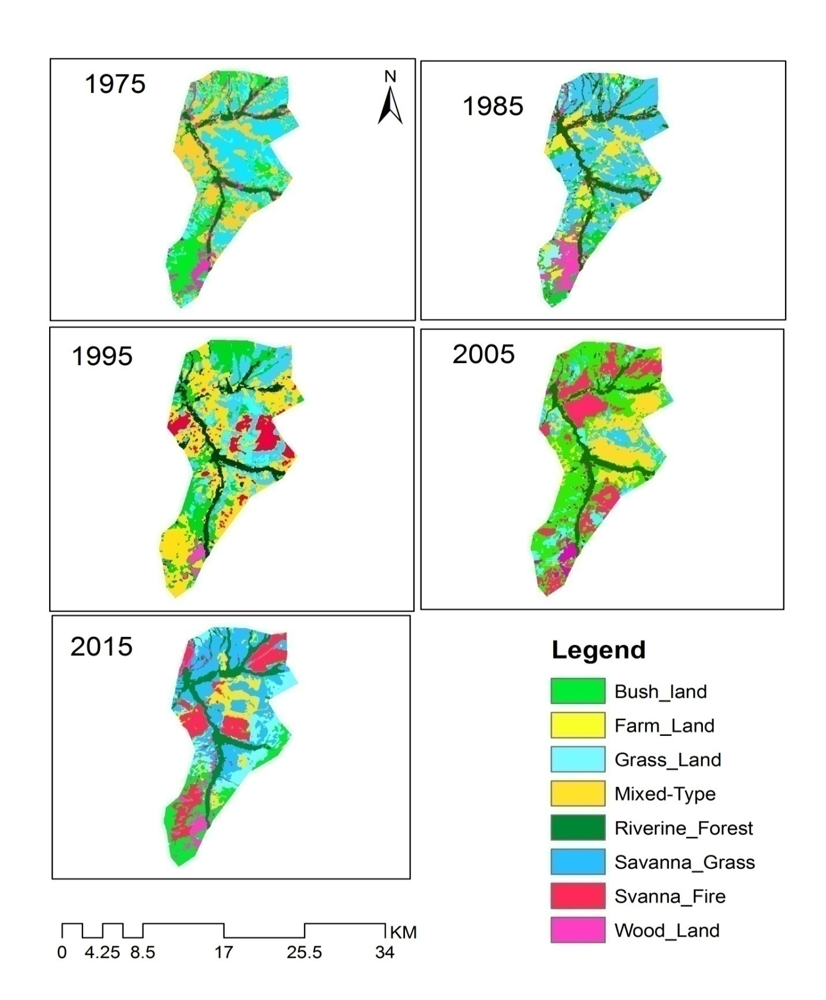 1975
N
1985
1995
2005
2015
Legend
Bush_land
Farm_Land
Grass_Land
Mixed-Type
Riverine_Forest
Savanna_Grass
Svanna_Fire
Wood_Land
KM
0 4.25 8.5 17 25.5 34